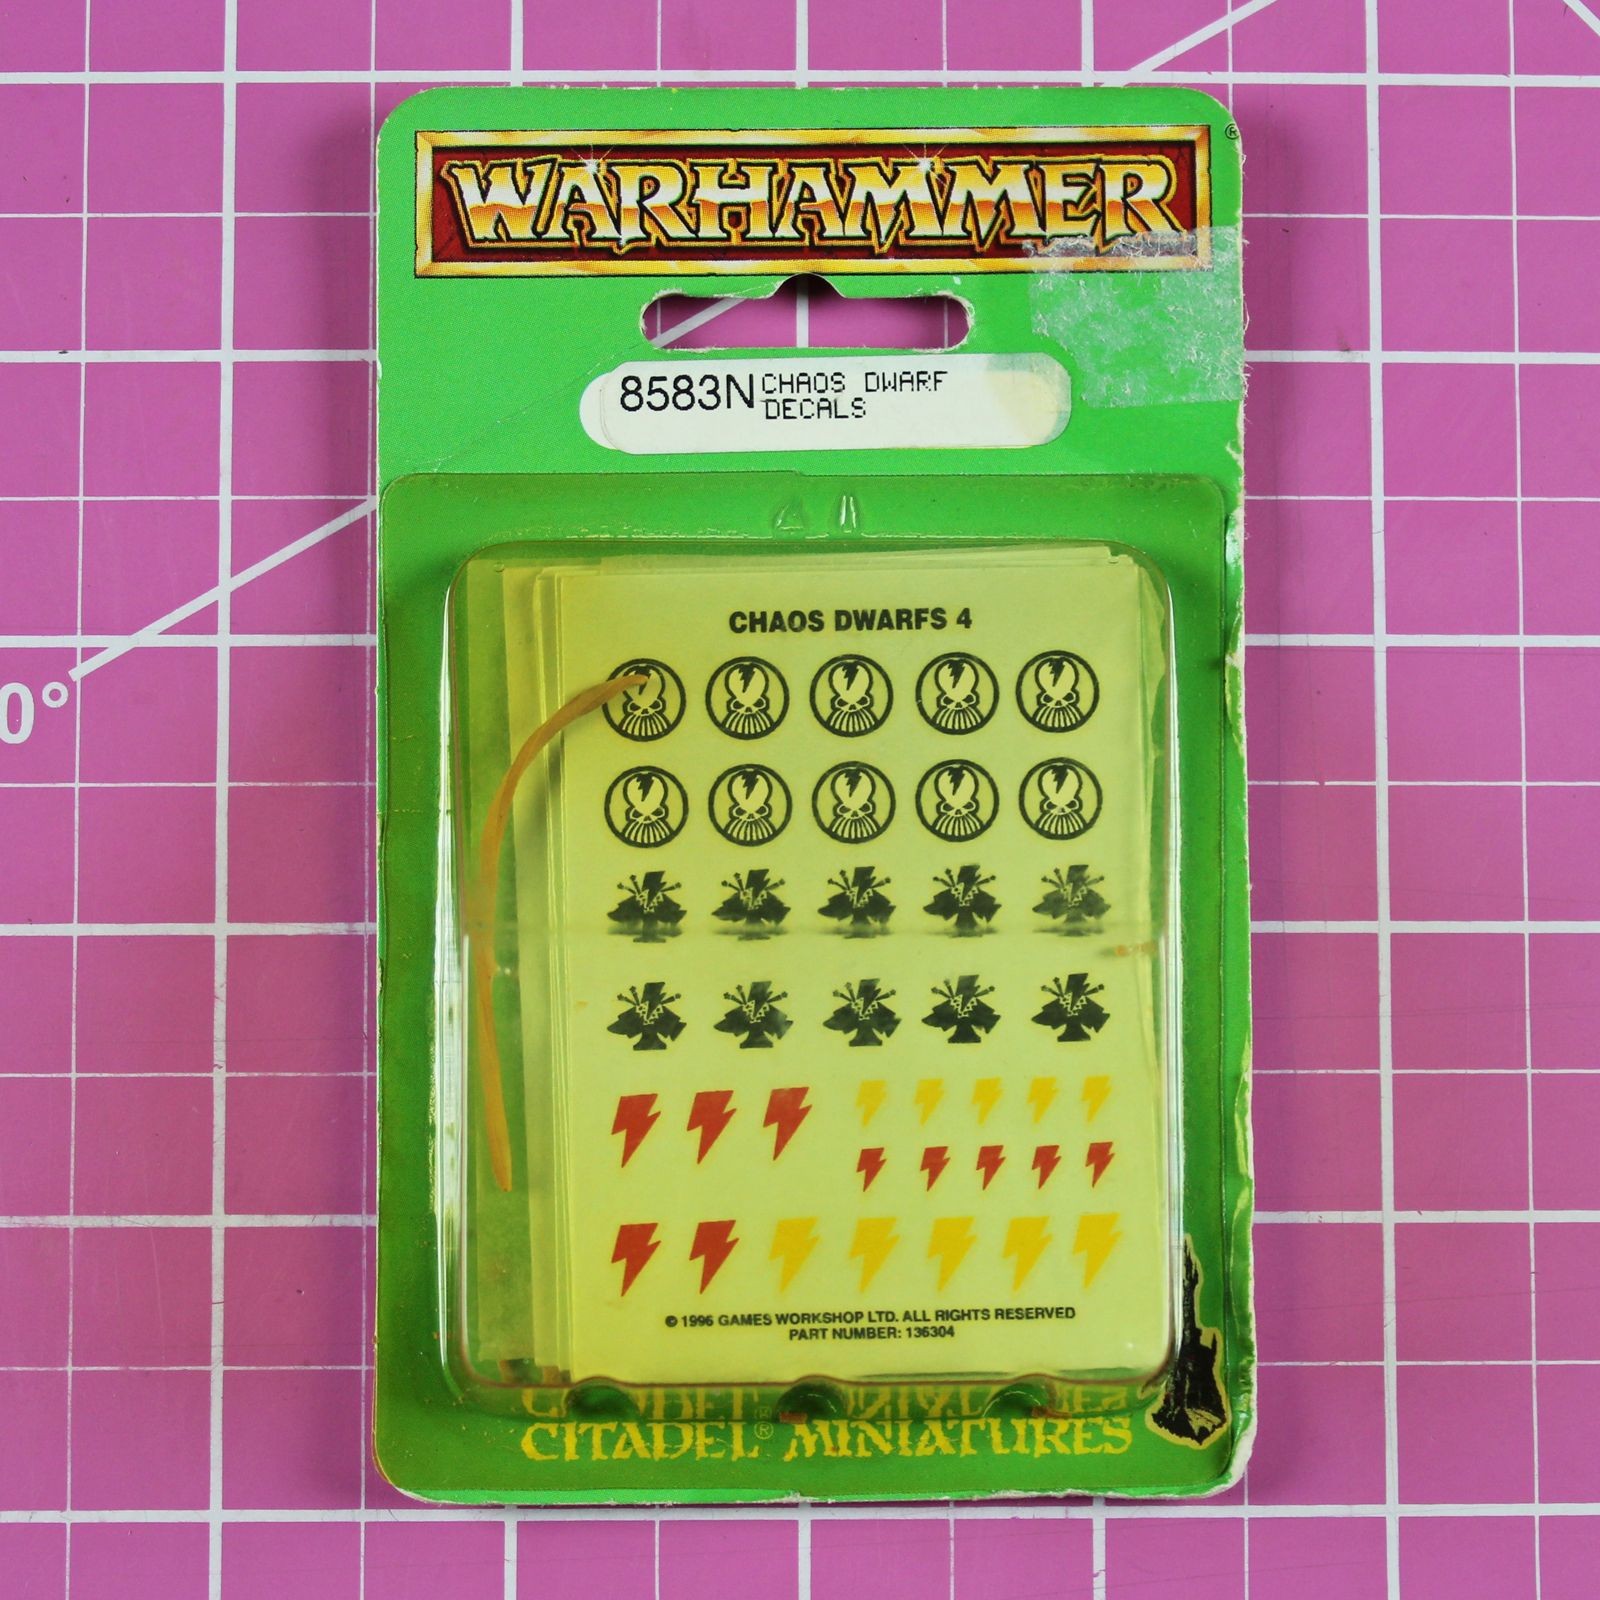 WARHAMMER®
8583N CHAOS DWARF
DECALS
CHAOS DWARFS 4
© 1996 GAMES WORKSHOP LTD. ALL RIGHTS RESERVED
PART NUMBER: 136304
CITADEL® MINIATURES
0°